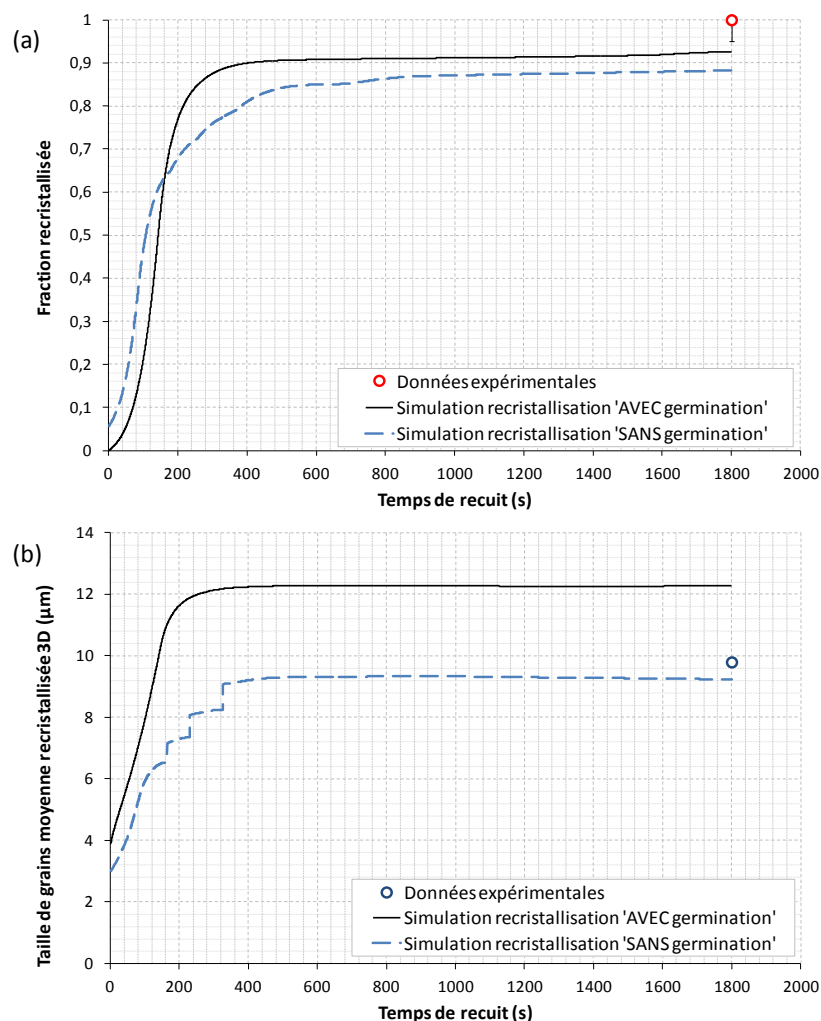 (a)
1
0,9
0,8
0,7
0,6
0,5
0,4
0,3
0,2
0,1
0
Fraction recristallisée
Données expérimentales
Simulation recristallisation 'AVEC germination'
Simulation recristallisation 'SANS germination'
0 200 400 600 800 1000 1200 1400 1600 1800 2000
Temps de recuit (s)
(b)
14
12
10
8
6
4
2
0
Taille de grains moyenne recristallisée 3D (µm)
Données expérimentales
Simulation recristallisation 'AVEC germination'
Simulation recristallisation 'SANS germination'
0 200 400 600 800 1000 1200 1400 1600 1800 2000
Temps de recuit (s)